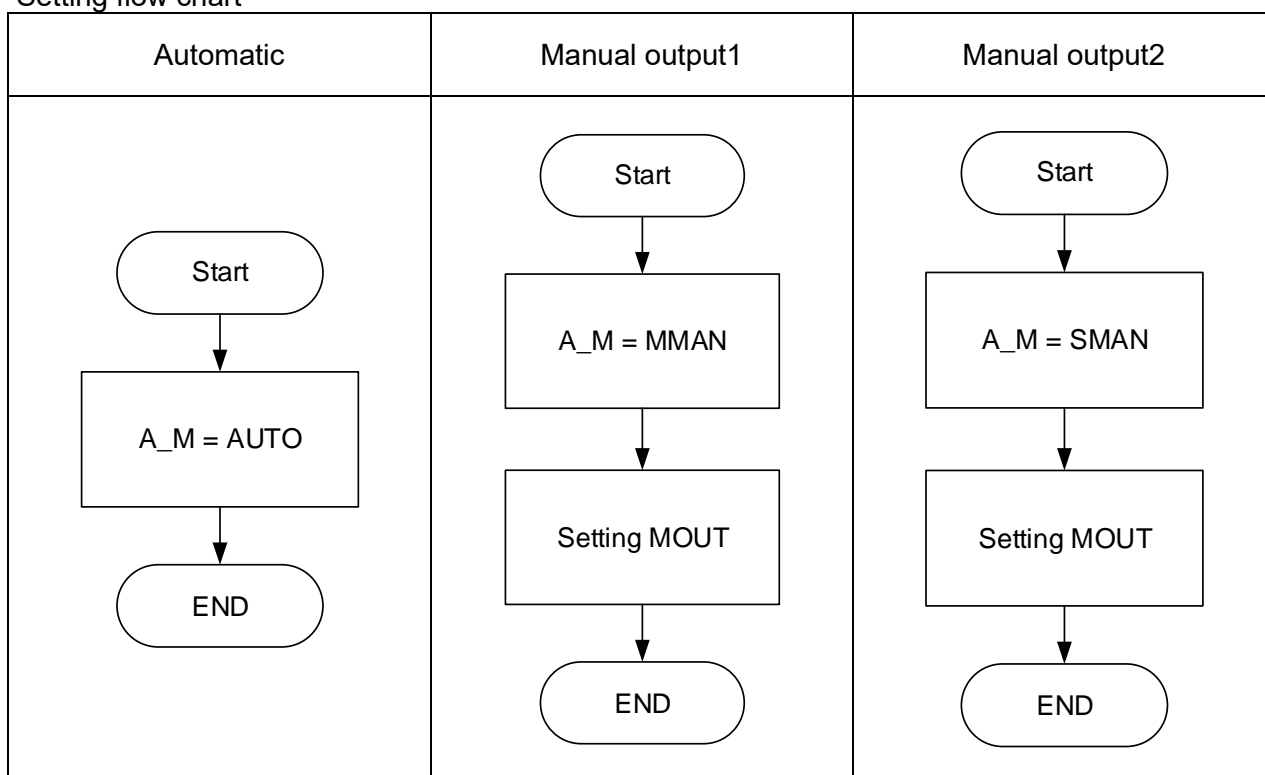 Setting flow chart
Automatic
Manual output1
Manual output2
Start
A_M = AUTO
END
Start
A_M = MMAN
Setting MOUT
END
Start
A_M = SMAN
Setting MOUT
END